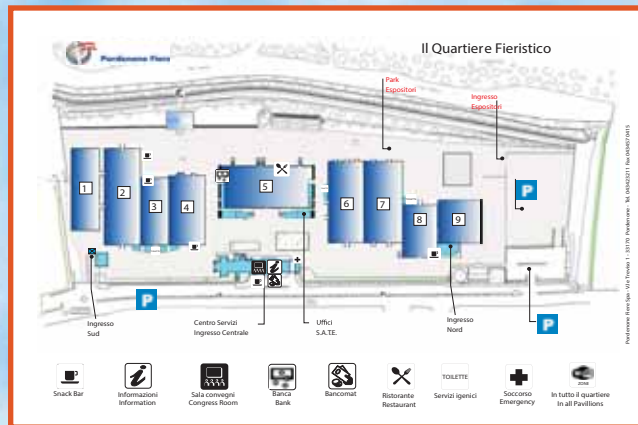 Il Quartiere Fieristico
Pordenone Fiere
Park
Espositori
Ingresso
Espositori
1
2
3
4
5
6
7
8
9
P
P
P
Ingresso
Sud
Centro Servizi
Ingresso Centrale
Uffici
S.A.T.E.
Ingresso
Nord
Snack Bar
Informazioni
Information
Sala convegni
Congress Room
Banca
Bank
Bancomat
Ristorante
Restaurant
TOILETTE
Servizi igenici
Soccorso
Emergency
In tutto il quartiere
In all Pavillions
Pordenone Fiere Spa - V.le Treviso 1 - 33170 Pordenone - Tel. 0434232111 Fax 0434570415